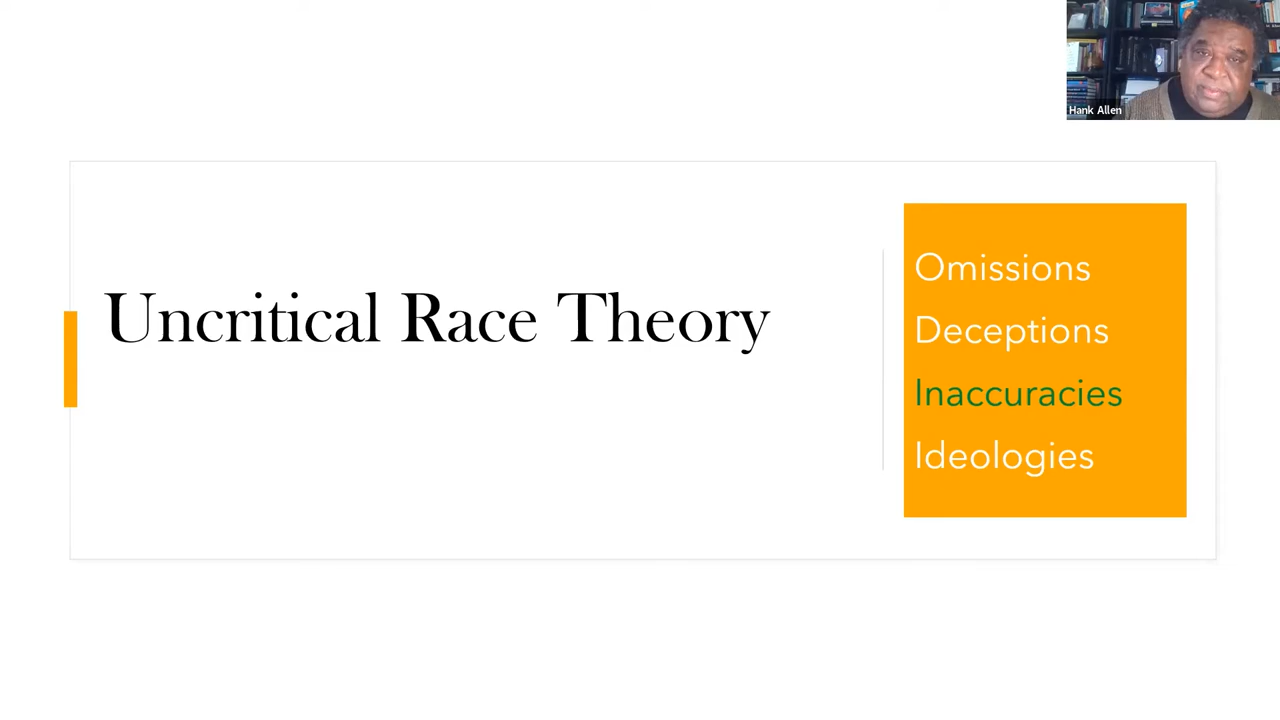 Hank Allen
Uncritical Race Theory
Omissions
Deceptions
Inaccuracies
Ideologies